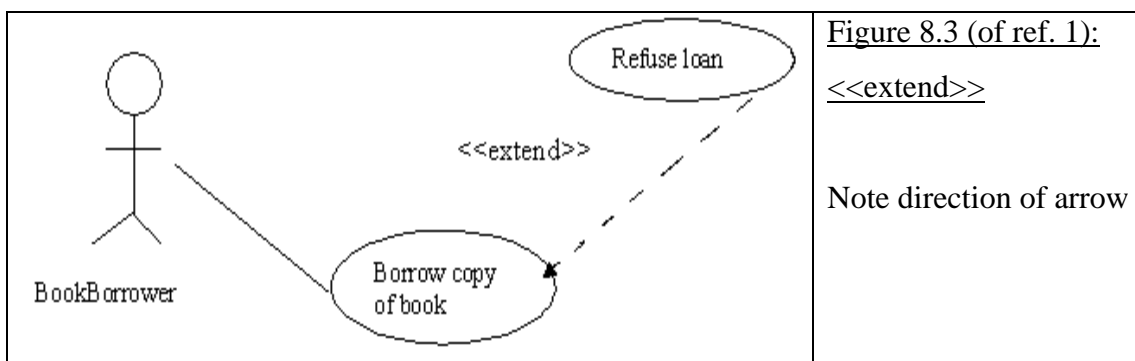 Refuse loan
<<extend>>
BookBorrower
Borrow copy
of book
Figure 8.3 (of ref. 1):
<<extend>>
Note direction of arrow